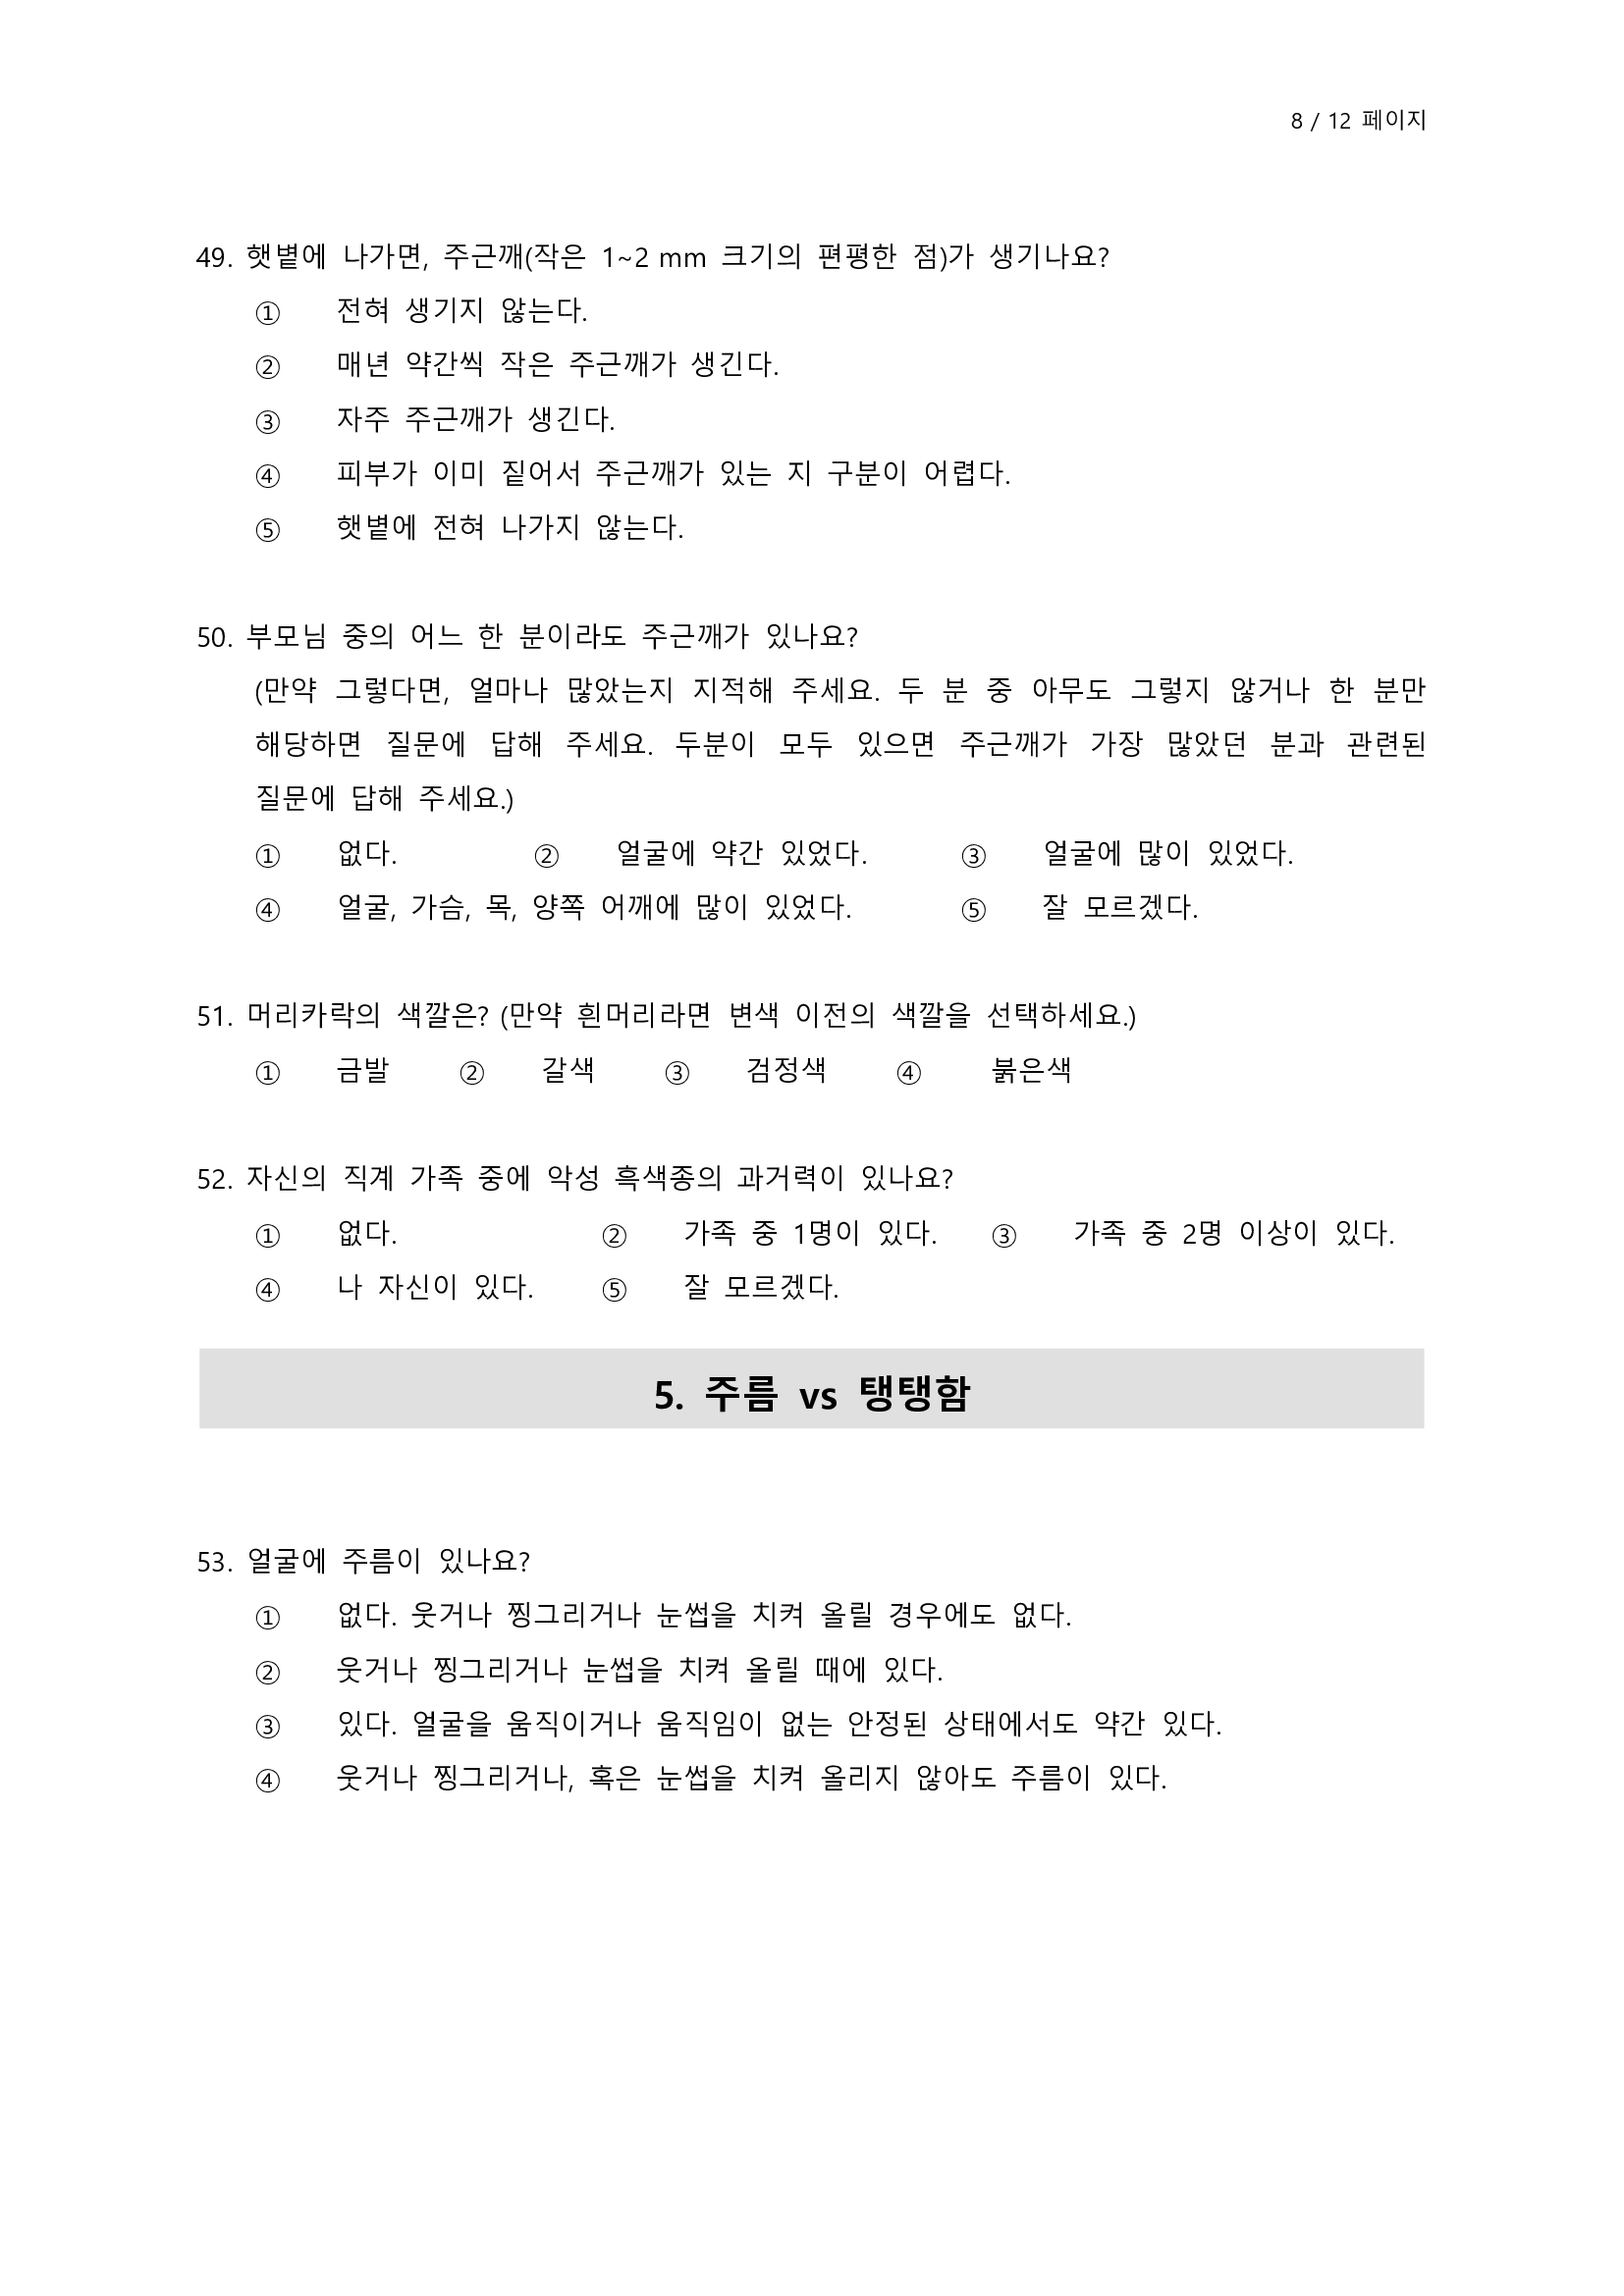 8 / 12 페이지
49. 햇볕에 나가면, 주근깨(작은 1~2 mm 크기의 편평한 점)가 생기나요?
① 전혀 생기지 않는다.
② 매년 약간씩 작은 주근깨가 생긴다.
③ 자주 주근깨가 생긴다.
④ 피부가 이미 짙어서 주근깨가 있는 지 구분이 어렵다.
⑤ 햇볕에 전혀 나가지 않는다.
50. 부모님 중의 어느 한 분이라도 주근깨가 있나요?
(만약 그렇다면, 얼마나 많았는지 지적해 주세요. 두 분 중 아무도 그렇지 않거나 한 분만
해당하면 질문에 답해 주세요. 두분이 모두 있으면 주근깨가 가장 많았던 분과 관련된
질문에 답해 주세요.)
① 없다. ② 얼굴에 약간 있었다. ③ 얼굴에 많이 있었다.
④ 얼굴, 가슴, 목, 양쪽 어깨에 많이 있었다. ⑤ 잘 모르겠다.
51. 머리카락의 색깔은? (만약 흰머리라면 변색 이전의 색깔을 선택하세요.)
① 금발 ② 갈색 ③ 검정색 ④ 붉은색
52. 자신의 직계 가족 중에 악성 흑색종의 과거력이 있나요?
① 없다. ② 가족 중 1명이 있다. ③ 가족 중 2명 이상이 있다.
④ 나 자신이 있다. ⑤ 잘 모르겠다.
5. 주름 vs 탱탱함
53. 얼굴에 주름이 있나요?
① 없다. 웃거나 찡그리거나 눈썹을 치켜 올릴 경우에도 없다.
② 웃거나 찡그리거나 눈썹을 치켜 올릴 때에 있다.
③ 있다. 얼굴을 움직이거나 움직임이 없는 안정된 상태에서도 약간 있다.
④ 웃거나 찡그리거나, 혹은 눈썹을 치켜 올리지 않아도 주름이 있다.